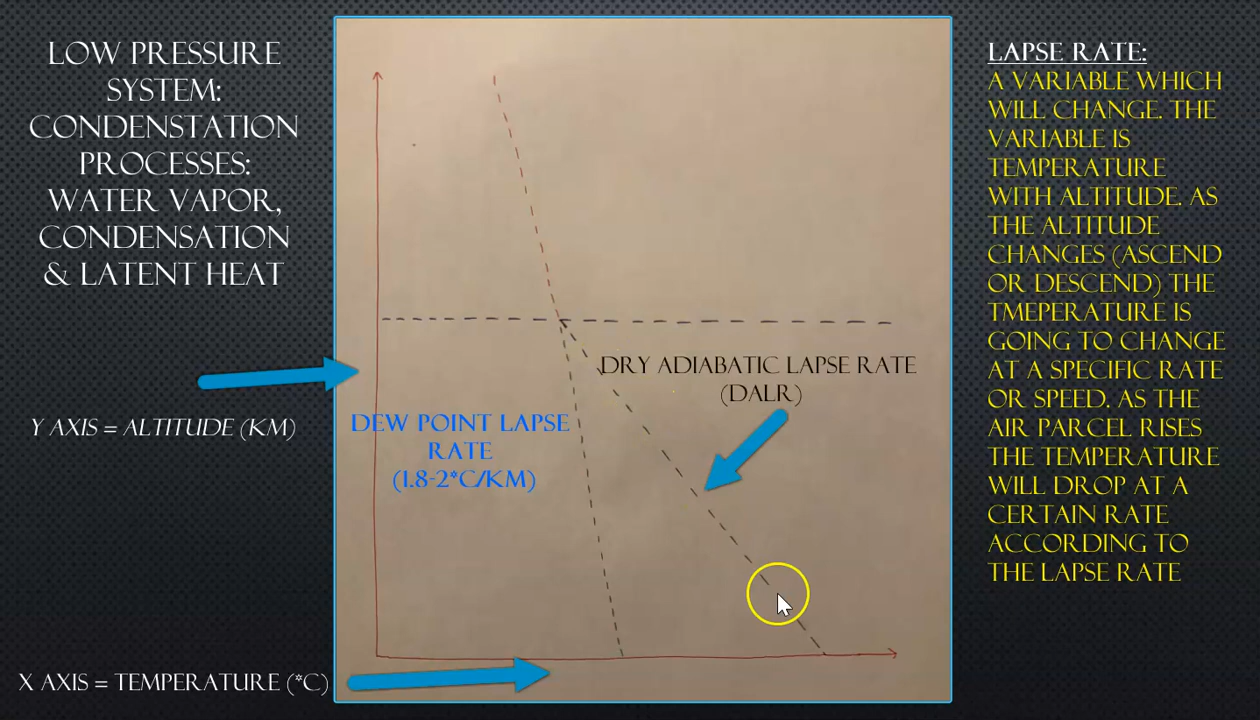 LOW PRESSURE
SYSTEM:
CONDENSTATION
PROCESSES:
WATER VAPOR,
CONDENSATION
& LATENT HEAT
Y AXIS = ALTITUDE (KM)
X AXIS = TEMPERATURE (*C)
DRY ADIABATIC LAPSE RATE
(DALR)
DEW POINT LAPSE
RATE
(1.8-2*C/KM)
LAPSE RATE:
A VARIABLE WHICH
WILL CHANGE. THE
VARIABLE IS
TEMPERATURE
WITH ALTITUDE. AS
THE ALTITUDE
CHANGES (ASCEND
OR DESCEND) THE
TMEPERATURE IS
GOING TO CHANGE
AT A SPECIFIC RATE
OR SPEED. AS THE
AIR PARCEL RISES
THE TEMPERATURE
WILL DROP AT A
CERTAIN RATE
ACCORDING TO
THE LAPSE RATE